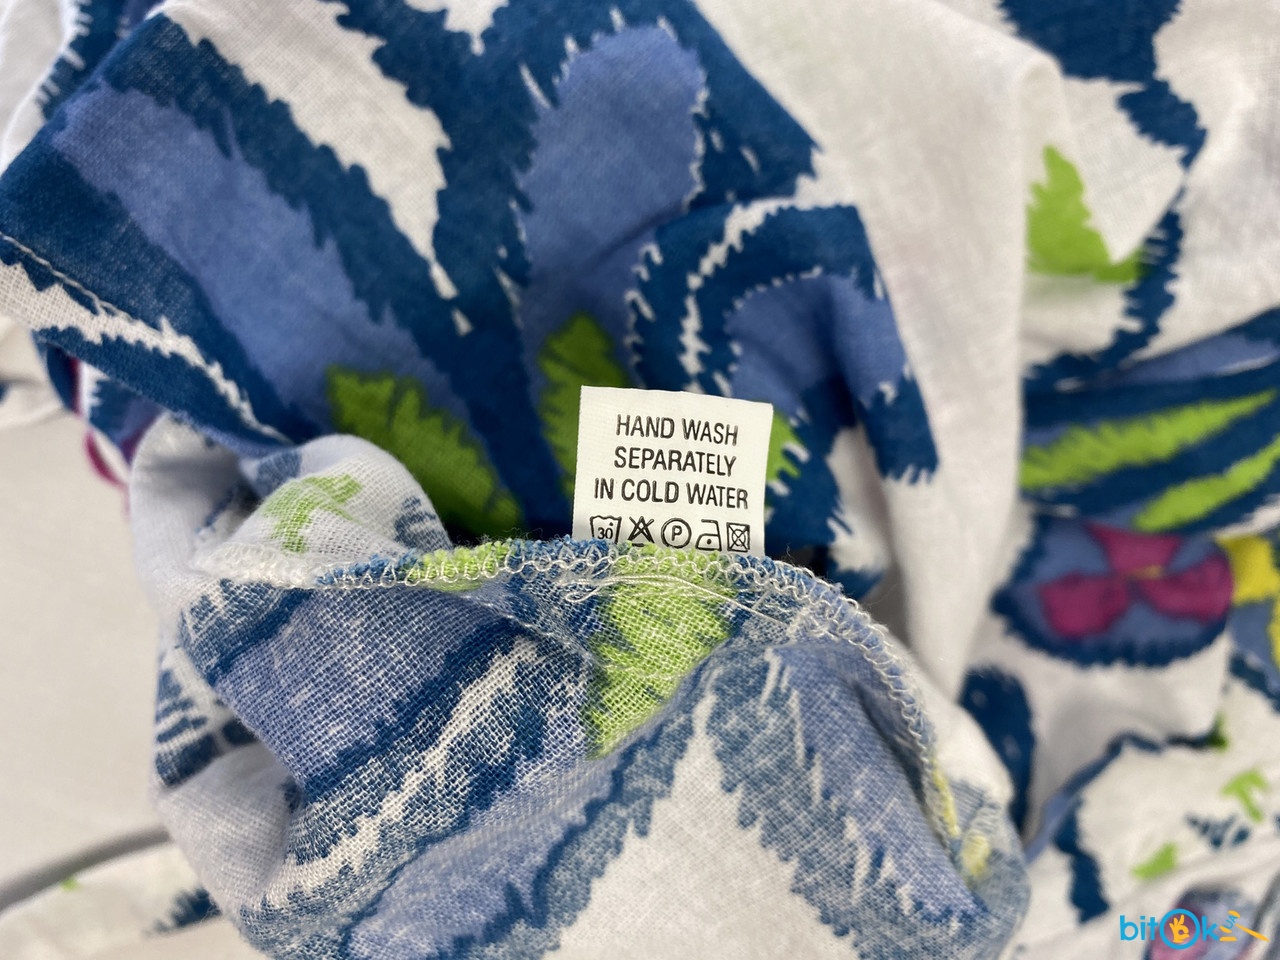 HAND WASH
SEPARATELY
IN COLD WATER
30 P
bitOk